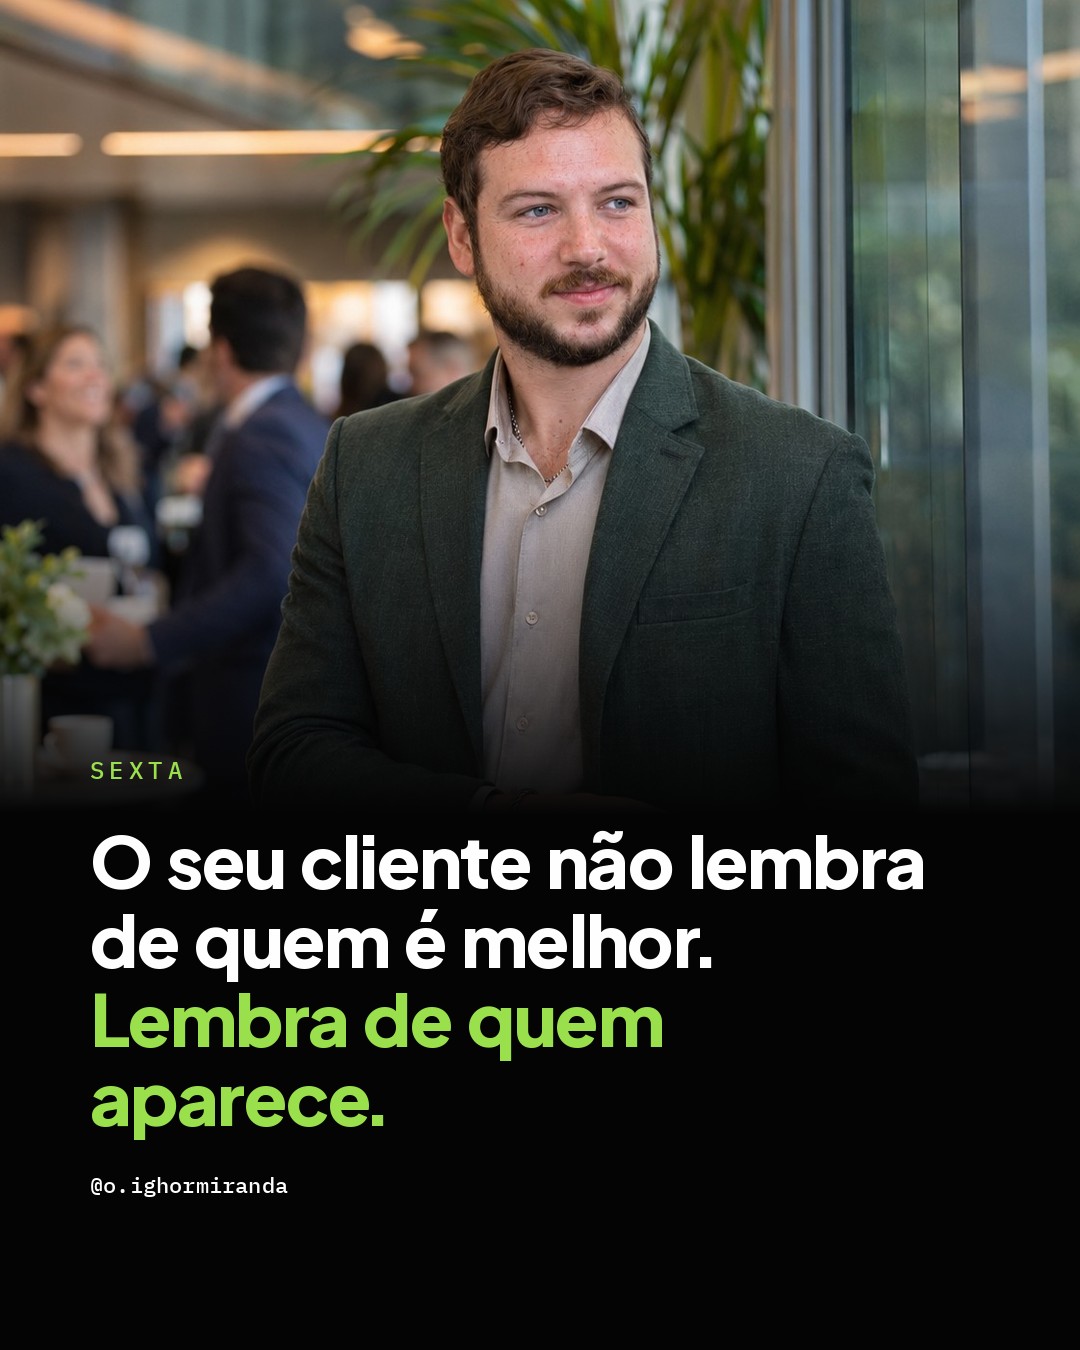 SEXTA
O seu cliente não lembra
de quem é melhor.
Lembra de quem
aparece.
@o.ighormiranda